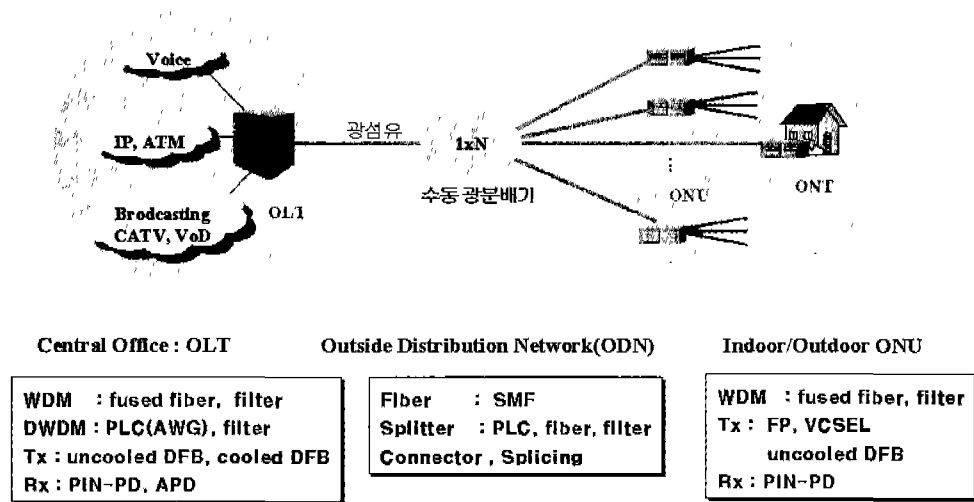 Voice
IP, ATM
Brodcasting
CATV, VoD
OLT
광섬유
1xN
수동 광분배기
ONU
ONT
Central Office : OLT
WDM : fused fiber, filter
DWDM : PLC(AWG), filter
Tx : uncooled DFB, cooled DFB
Rx : PIN-PD, APD
Outside Distribution Network(ODN)
Fiber : SMF
Splitter : PLC, fiber, filter
Connector , Splicing
Indoor/Outdoor ONU
WDM : fused fiber, filter
Tx : FP, VCSEL
uncooled DFB
Rx : PIN-PD